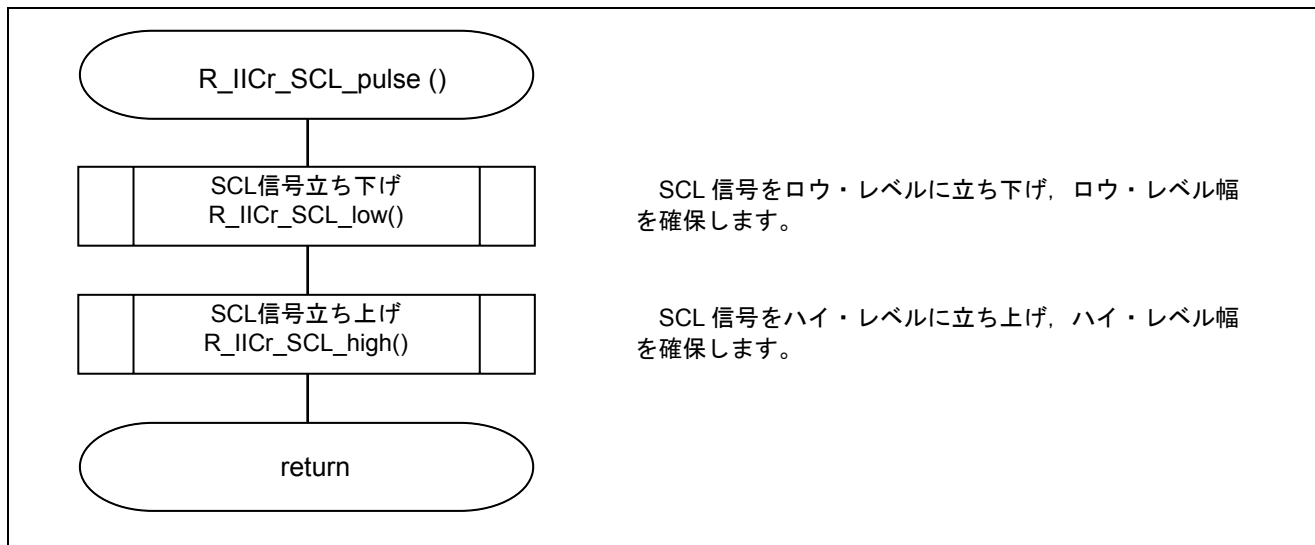 R_IICr_SCL_pulse ()
SCL信号立ち下げ
R_IICr_SCL_low()
SCL 信号をロウ・レベルに立ち下げ，ロウ・レベル幅
を確保します。
SCL信号立ち上げ
R_IICr_SCL_high()
SCL 信号をハイ・レベルに立ち上げ，ハイ・レベル幅
を確保します。
return